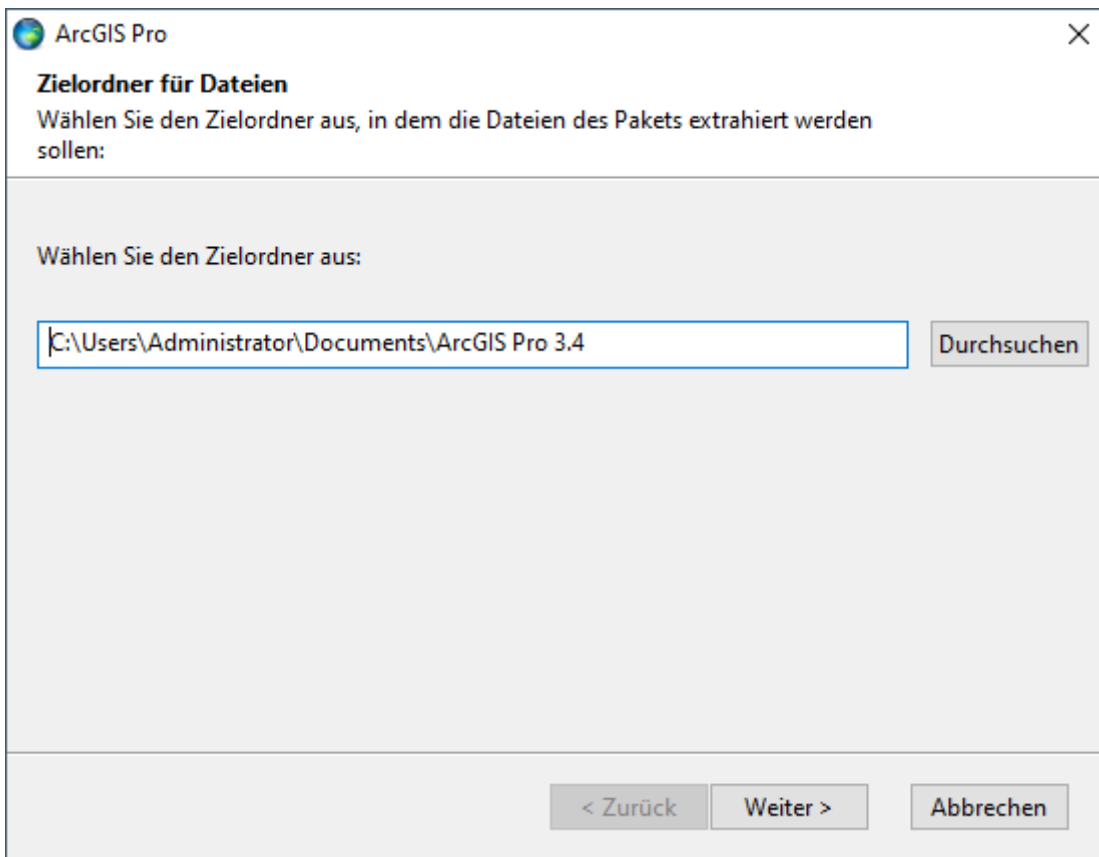 ArcGIS Pro
Zielordner für Dateien
Wählen Sie den Zielordner aus, in dem die Dateien des Pakets extrahiert werden
sollen:
Wählen Sie den Zielordner aus:
C:\Users\Administrator\Documents\ArcGIS Pro 3.4
Durchsuchen
< Zurück
Weiter >
Abbrechen